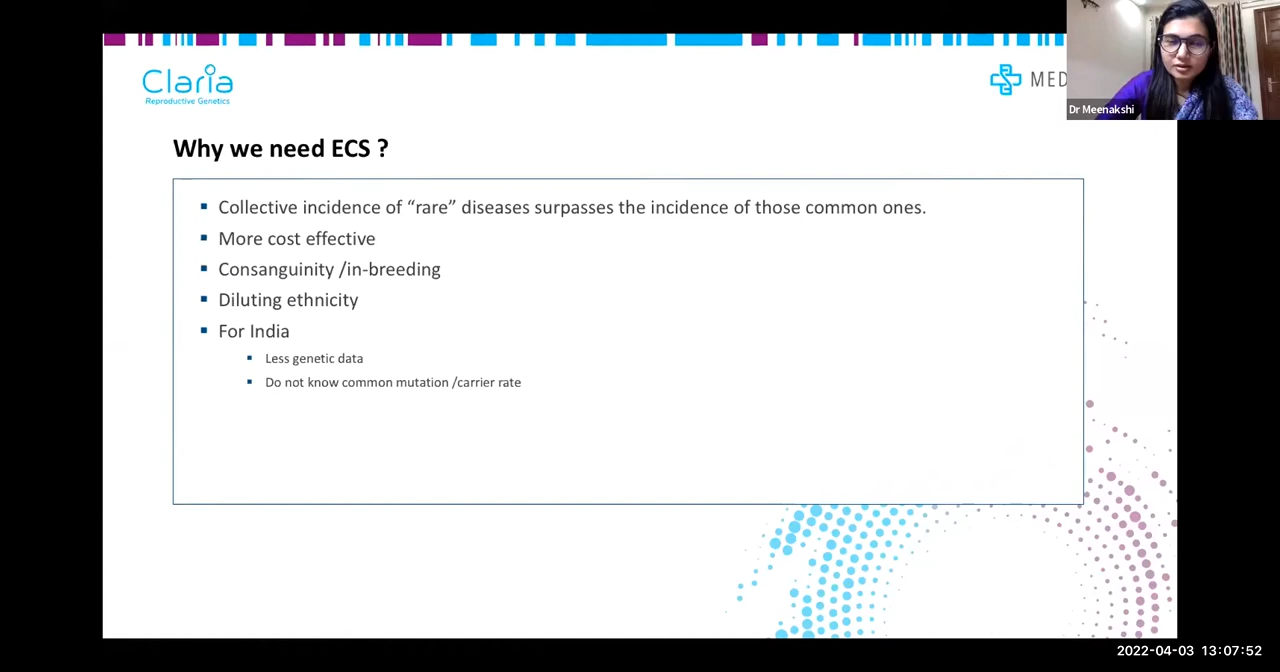 Claria
Reproductive Genetics
MED
Dr Meenakshi
Why we need ECS ?
Collective incidence of “rare” diseases surpasses the incidence of those common ones.
More cost effective
Consanguinity /in-breeding
Diluting ethnicity
For India
Less genetic data
Do not know common mutation /carrier rate
2022-04-03 13:07:52